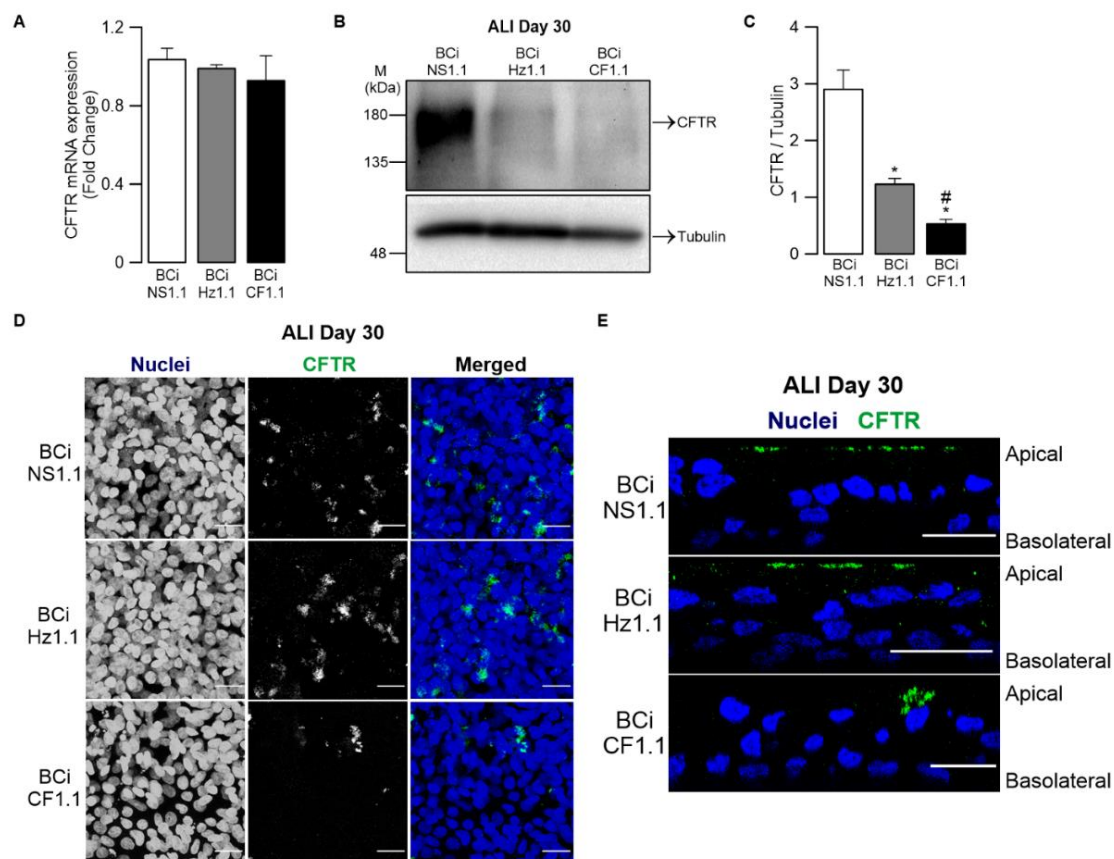 A
CFTR mRNA expression
(Fold Change)
1.2
0.8
0.4
0
BCi
NS1.1
BCi
Hz1.1
BCi
CF1.1
B
ALI Day 30
M
(kDa)
BCi
NS1.1
BCi
Hz1.1
BCi
CF1.1
180
135
48
CFTR
Tubulin
C
CFTR / Tubulin
4
3
2
1
0
*
#
*
BCi
NS1.1
BCi
Hz1.1
BCi
CF1.1
D
ALI Day 30
Nuclei CFTR Merged
BCi
NS1.1
BCi
Hz1.1
BCi
CF1.1
E
ALI Day 30
Nuclei CFTR
BCi
NS1.1
Apical
Basolateral
BCi
Hz1.1
Apical
Basolateral
BCi
CF1.1
Apical
Basolateral